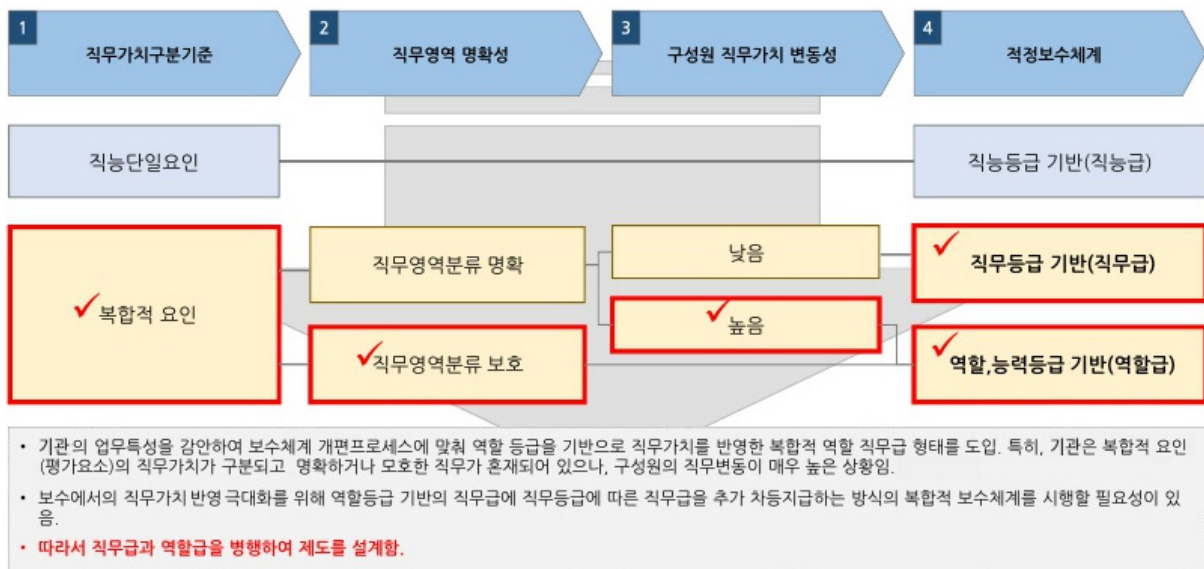 1
직무가치구분기준
2
직무영역 명확성
3
구성원 직무가치 변동성
4
적정보수체계
직능단일요인
직능등급 기반(직능급)
복합적 요인
직무영역분류 명확
낮음
직무등급 기반(직무급)
높음
직무영역분류 보호
역할,능력등급 기반(역할급)
• 기관의 업무특성을 감안하여 보수체계 개편프로세스에 맞춰 역할 등급을 기반으로 직무가치를 반영한 복합적 역할 직무급 형태를 도입. 특히, 기관은 복합적 요인
(평가요소)의 직무가치가 구분되고 명확하거나 모호한 직무가 혼재되어 있으나, 구성원의 직무변동이 매우 높은 상황임.
• 보수에서의 직무가치 반영 극대화를 위해 역할등급 기반의 직무급에 직무등급에 따른 직무급을 추가 차등지급하는 방식의 복합적 보수체계를 시행할 필요성이 있
음.
• 따라서 직무급과 역할급을 병행하여 제도를 설계함.